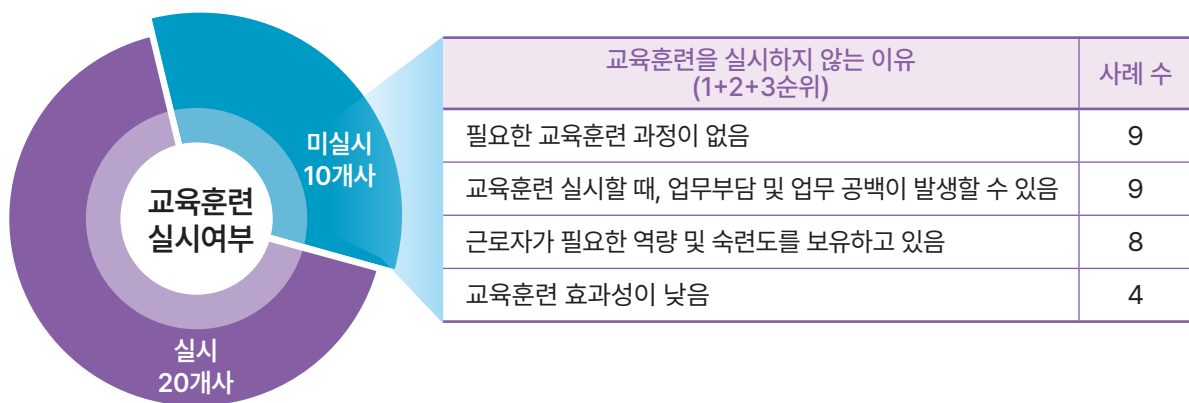 교육훈련
실시여부
미실시
10개사
실시
20개사
교육훈련을 실시하지 않는 이유
(1+2+3순위)
사례 수
필요한 교육훈련 과정이 없음
9
교육훈련 실시할 때, 업무부담 및 업무 공백이 발생할 수 있음
9
근로자가 필요한 역량 및 숙련도를 보유하고 있음
8
교육훈련 효과성이 낮음
4